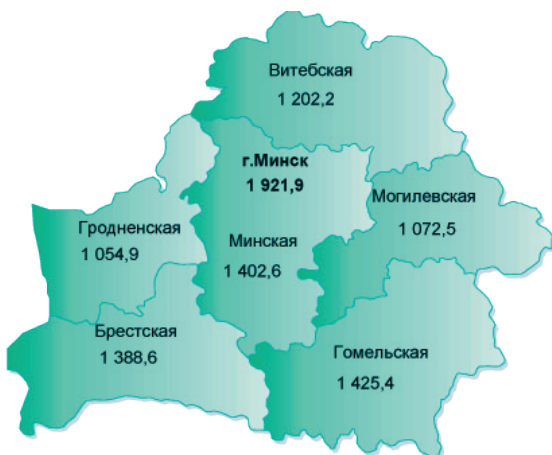 Витебская
1 202,2
г.Минск
1 921,9
Могилевская
1 072,5
Гродненская
1 054,9
Минская
1 402,6
Брестская
1 388,6
Гомельская
1 425,4